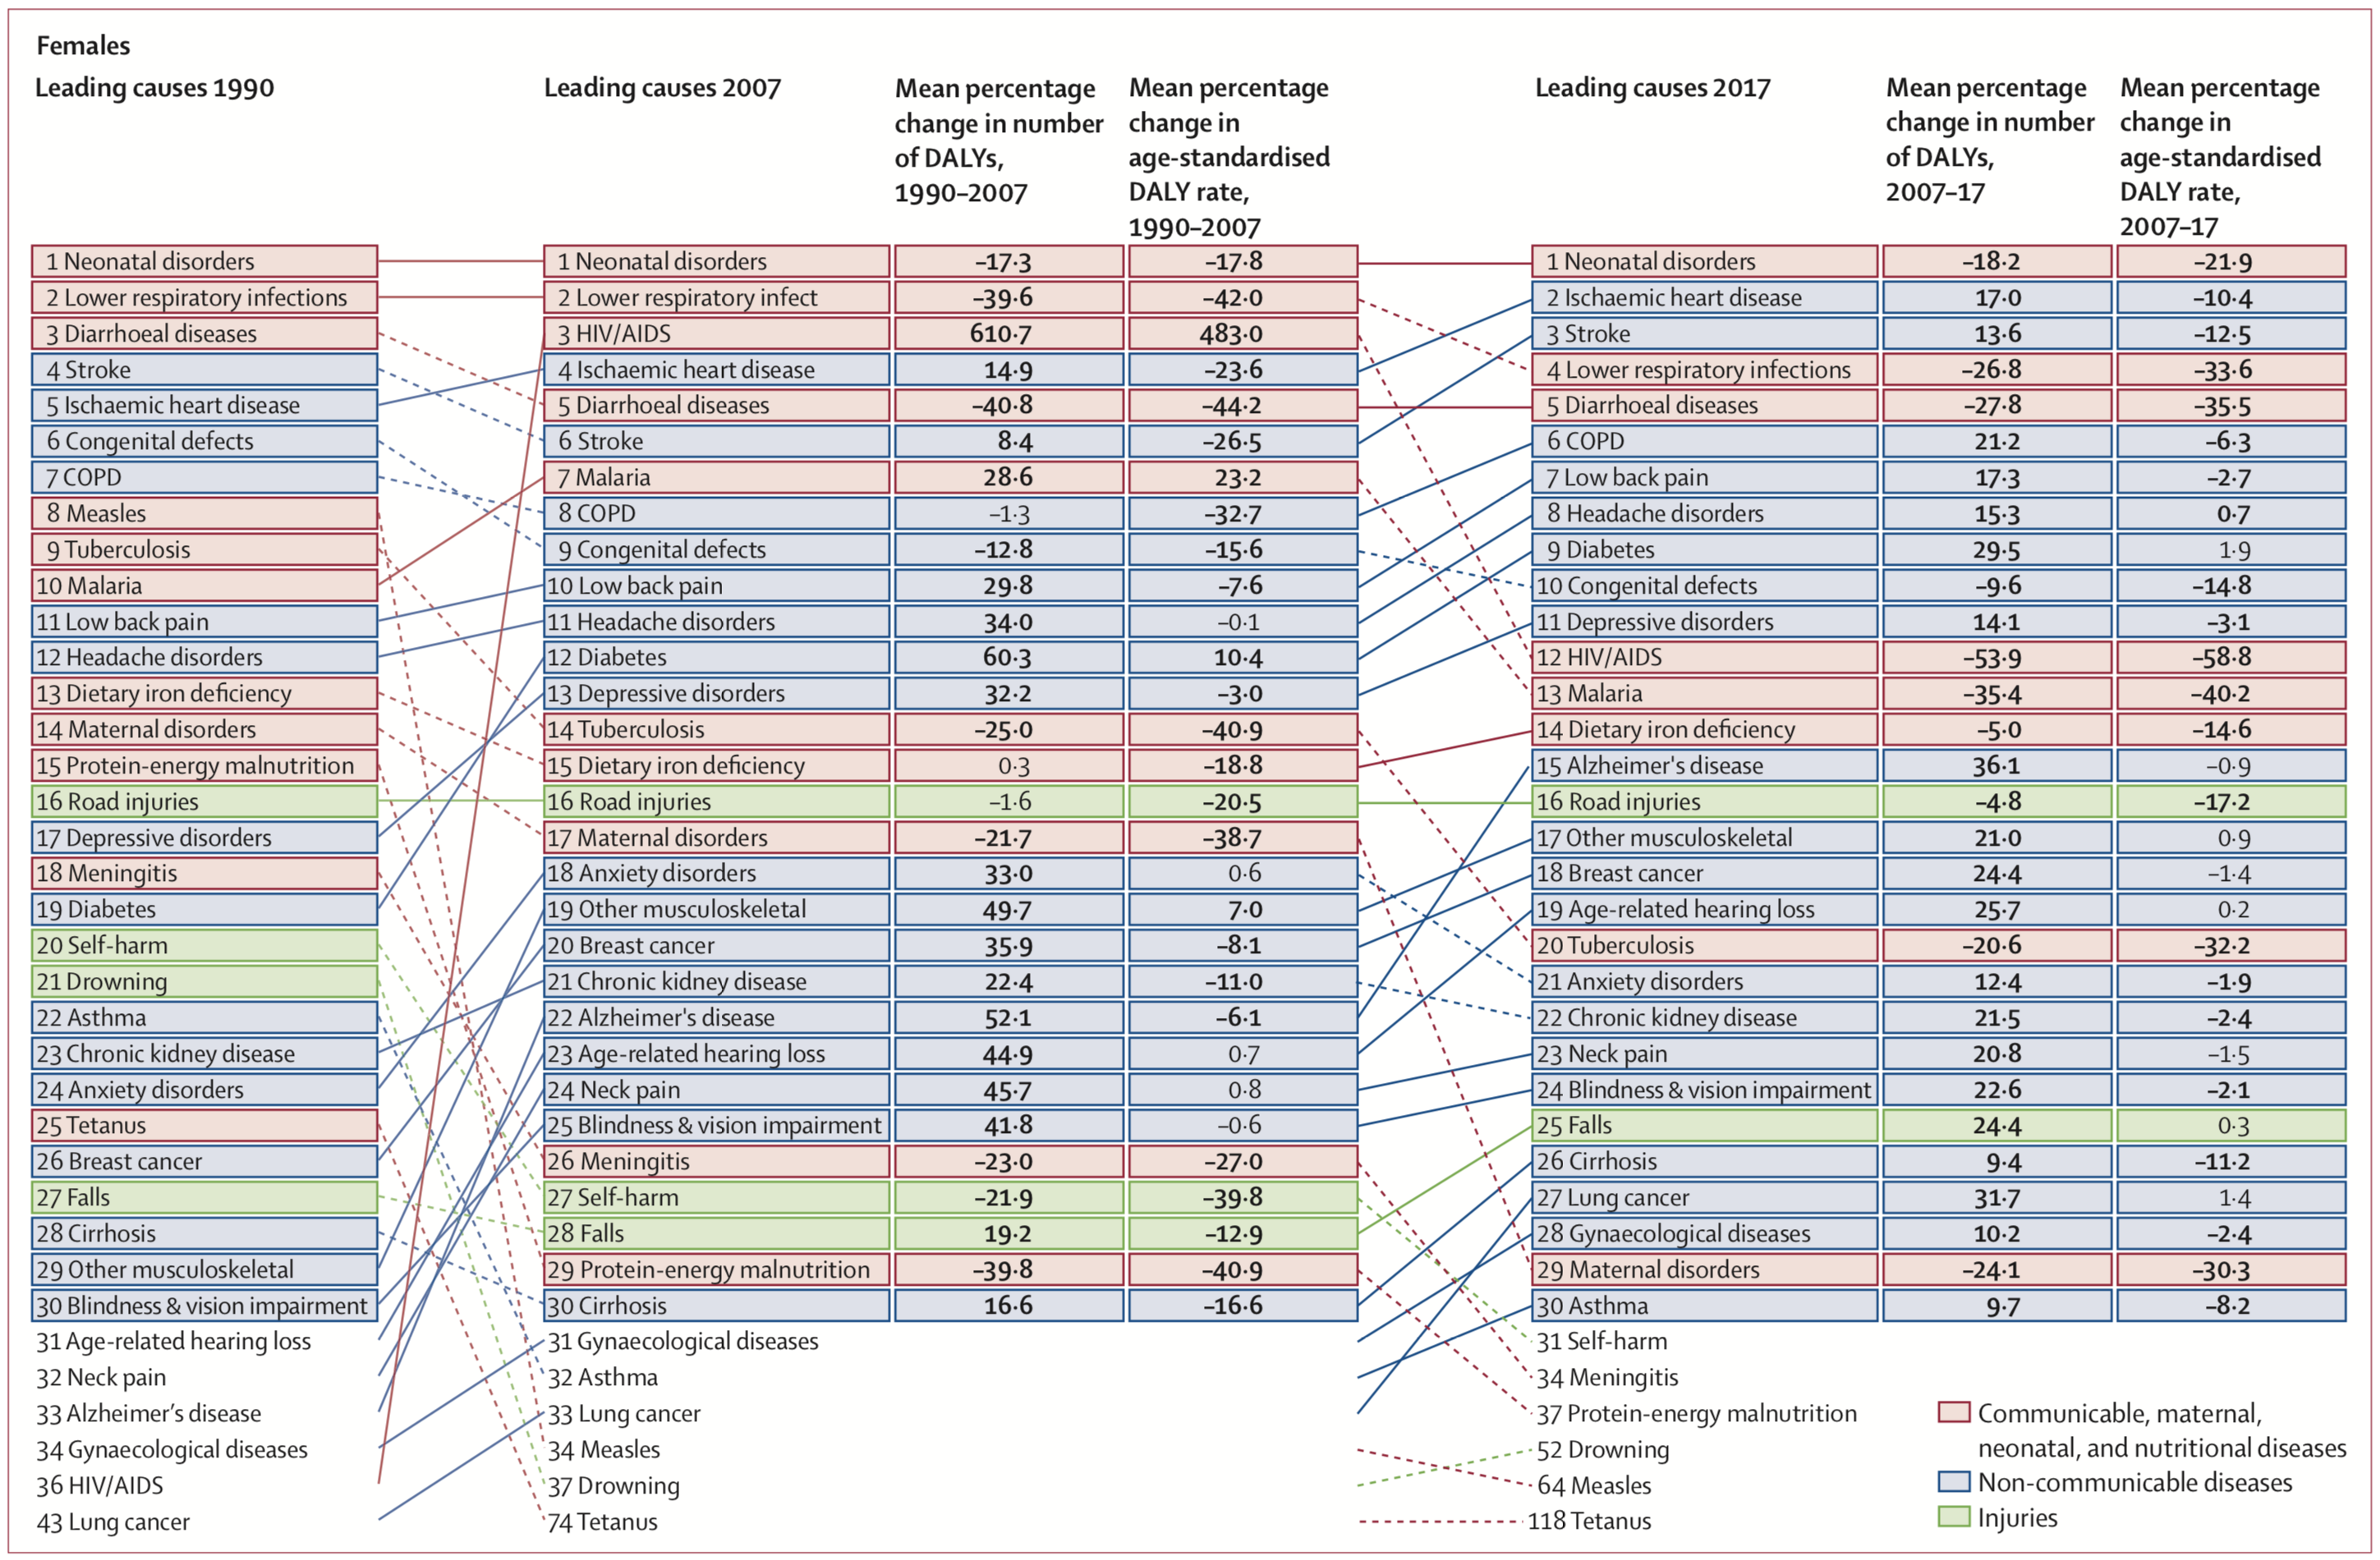 Females
Leading causes 1990
Leading causes 2007
Mean percentage
change in number
of DALYs,
1990–2007
Mean percentage
change in
age-standardised
DALY rate,
1990–2007
Leading causes 2017
Mean percentage
change in number
of DALYs,
2007–17
Mean percentage
change in
age-standardised
DALY rate,
2007–17
1 Neonatal disorders 1 Neonatal disorders –17·3 –17·8 1 Neonatal disorders –18·2 –21·9
2 Lower respiratory infections 2 Lower respiratory infect –39·6 –42·0 2 Ischaemic heart disease 17·0 –10·4
3 Diarrhoeal diseases 3 HIV/AIDS 610·7 483·0 3 Stroke 13·6 –12·5
4 Stroke 4 Ischaemic heart disease 14·9 –23·6 4 Lower respiratory infections –26·8 –33·6
5 Ischaemic heart disease 5 Diarrhoeal diseases –40·8 –44·2 5 Diarrhoeal diseases –27·8 –35·5
6 Congenital defects 6 Stroke 8·4 –26·5 6 COPD 21·2 –6·3
7 COPD 7 Malaria 28·6 23·2 7 Low back pain 17·3 –2·7
8 Measles 8 COPD –1·3 –32·7 8 Headache disorders 15·3 0·7
9 Tuberculosis 9 Congenital defects –12·8 –15·6 9 Diabetes 29·5 1·9
10 Malaria 10 Low back pain 29·8 –7·6 10 Congenital defects –9·6 –14·8
11 Low back pain 11 Headache disorders 34·0 –0·1 11 Depressive disorders 14·1 –3·1
12 Headache disorders 12 Diabetes 60·3 10·4 12 HIV/AIDS –53·9 –58·8
13 Dietary iron deficiency 13 Depressive disorders 32·2 –3·0 13 Malaria –35·4 –40·2
14 Maternal disorders 14 Tuberculosis –25·0 –40·9 14 Dietary iron deficiency –5·0 –14·6
15 Protein-energy malnutrition 15 Dietary iron deficiency 0·3 –18·8 15 Alzheimer's disease 36·1 –0·9
16 Road injuries 16 Road injuries –1·6 –20·5 16 Road injuries –4·8 –17·2
17 Depressive disorders 17 Maternal disorders –21·7 –38·7 17 Other musculoskeletal 21·0 0·9
18 Meningitis 18 Anxiety disorders 33·0 0·6 18 Breast cancer 24·4 –1·4
19 Diabetes 19 Other musculoskeletal 49·7 7·0 19 Age-related hearing loss 25·7 0·2
20 Self-harm 20 Breast cancer 35·9 –8·1 20 Tuberculosis –20·6 –32·2
21 Drowning 21 Chronic kidney disease 22·4 –11·0 21 Anxiety disorders 12·4 –1·9
22 Asthma 22 Alzheimer's disease 52·1 –6·1 22 Chronic kidney disease 21·5 –2·4
23 Chronic kidney disease 23 Age-related hearing loss 44·9 0·7 23 Neck pain 20·8 –1·5
24 Anxiety disorders 24 Neck pain 45·7 0·8 24 Blindness & vision impairment 22·6 –2·1
25 Tetanus 25 Blindness & vision impairment 41·8 –0·6 25 Falls 24·4 0·3
26 Breast cancer 26 Meningitis –23·0 –27·0 26 Cirrhosis 9·4 –11·2
27 Falls 27 Self-harm –21·9 –39·8 27 Lung cancer 31·7 1·4
28 Cirrhosis 28 Falls 19·2 –12·9 28 Gynaecological diseases 10·2 –2·4
29 Other musculoskeletal 29 Protein-energy malnutrition –39·8 –40·9 29 Maternal disorders –24·1 –30·3
30 Blindness & vision impairment 30 Cirrhosis 16·6 –16·6 30 Asthma 9·7 –8·2
31 Age-related hearing loss 31 Gynaecological diseases 31 Self-harm
32 Neck pain 32 Asthma 34 Meningitis
33 Alzheimer’s disease 33 Lung cancer 37 Protein-energy malnutrition
34 Gynaecological diseases 34 Measles 52 Drowning
36 HIV/AIDS 37 Drowning 64 Measles
43 Lung cancer 74 Tetanus 118 Tetanus
Communicable, maternal,
neonatal, and nutritional diseases
Non-communicable diseases
Injuries